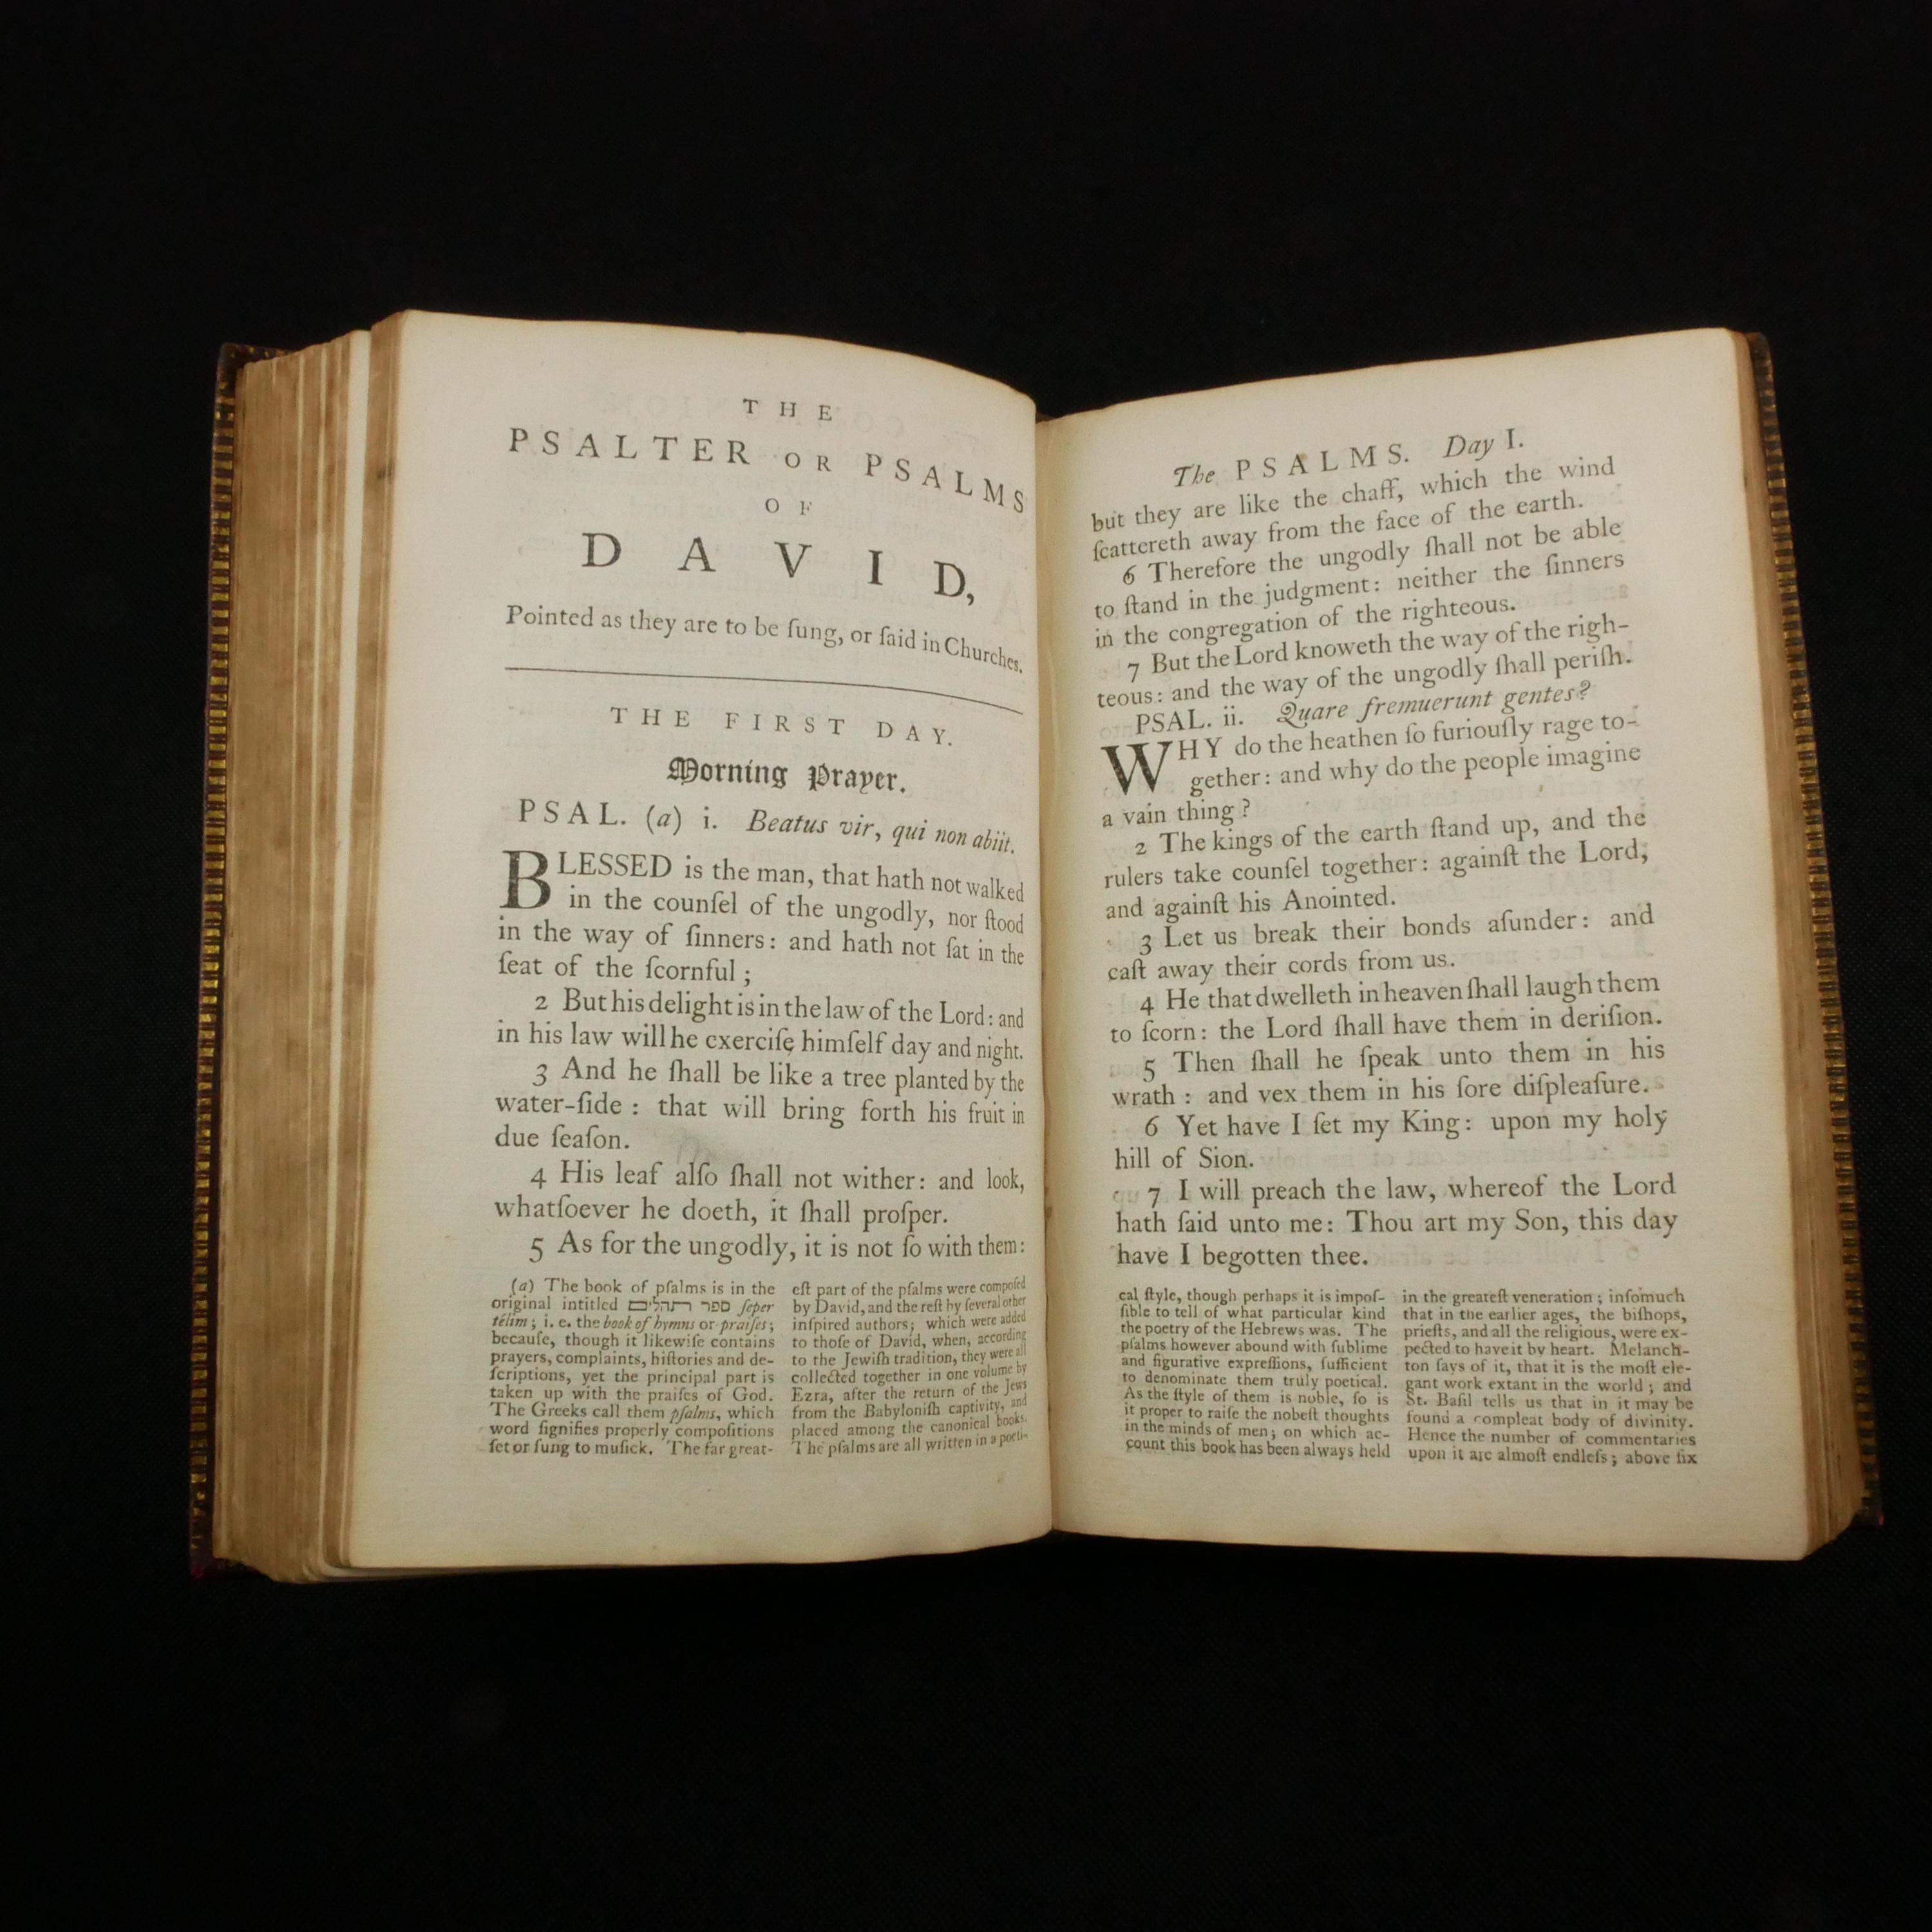 THE
PSALTER OR PSALMS
OF
DAVID,
Pointed as they are to be ſung, or ſaid in Churches.
THE FIRST DAY.
Morning Prayer.
PSAL. (a) i. Beatus vir, qui non abiit.
BLESSED is the man, that hath not walked
in the counſel of the ungodly, nor ſtood
in the way of ſinners: and hath not ſat in the
ſeat of the ſcornful;
2 But his delight is in the law of the Lord: and
in his law will he exerciſe himſelf day and night.
3 And he ſhall be like a tree planted by the
water-ſide: that will bring forth his fruit in
due ſeaſon.
4 His leaf alſo ſhall not wither: and look,
whatſoever he doeth, it ſhall proſper.
5 As for the ungodly, it is not ſo with them:
(a) The book of pſalms is in the
original intitled ספר תהלים ſeper
telim; i. e. the book of hymns or praiſes;
becauſe, though it likewiſe contains
prayers, complaints, hiſtories and de-
ſcriptions, yet the principal part is
taken up with the praiſes of God.
The Greeks call them pſalms, which
word ſignifies properly compoſitions
ſet or ſung to muſick. The far great-
eſt part of the pſalms were compoſed
by David, and the reſt by ſeveral other
inſpired authors; which were added
to thoſe of David, when, according
to the Jewiſh tradition, they were all
collected together in one volume by
Ezra, after the return of the Jews
from the Babyloniſh captivity, and
placed among the canonical books.
The pſalms are all written in a poeti-
The PSALMS. Day I.
but they are like the chaff, which the wind
ſcattereth away from the face of the earth.
6 Therefore the ungodly ſhall not be able
to ſtand in the judgment: neither the ſinners
in the congregation of the righteous.
7 But the Lord knoweth the way of the righ-
teous: and the way of the ungodly ſhall periſh.
PSAL. ii. Quare fremuerunt gentes?
WHY do the heathen ſo furiouſly rage to-
gether: and why do the people imagine
a vain thing?
2 The kings of the earth ſtand up, and the
rulers take counſel together: againſt the Lord,
and againſt his Anointed.
3 Let us break their bonds aſunder: and
caſt away their cords from us.
4 He that dwelleth in heaven ſhall laugh them
to ſcorn: the Lord ſhall have them in deriſion.
5 Then ſhall he ſpeak unto them in his
wrath: and vex them in his ſore diſpleaſure.
6 Yet have I ſet my King: upon my holy
hill of Sion.
7 I will preach the law, whereof the Lord
hath ſaid unto me: Thou art my Son, this day
have I begotten thee.
cal ſtyle, though perhaps it is impoſ-
ſible to tell of what particular kind
the poetry of the Hebrews was. The
pſalms however abound with ſublime
and figurative expreſſions, ſufficient
to denominate them truly poetical.
As the ſtyle of them is noble, ſo is
it proper to raiſe the nobeſt thoughts
in the minds of men; on which ac-
count this book has been always held
in the greateſt veneration; inſomuch
that in the earlier ages, the biſhops,
prieſts, and all the religious, were ex-
pected to have it by heart. Melanch-
ton ſays of it, that it is the moſt ele-
gant work extant in the world; and
St. Baſil tells us that in it may be
found a compleat body of divinity.
Hence the number of commentaries
upon it are almoſt endleſs; above ſix